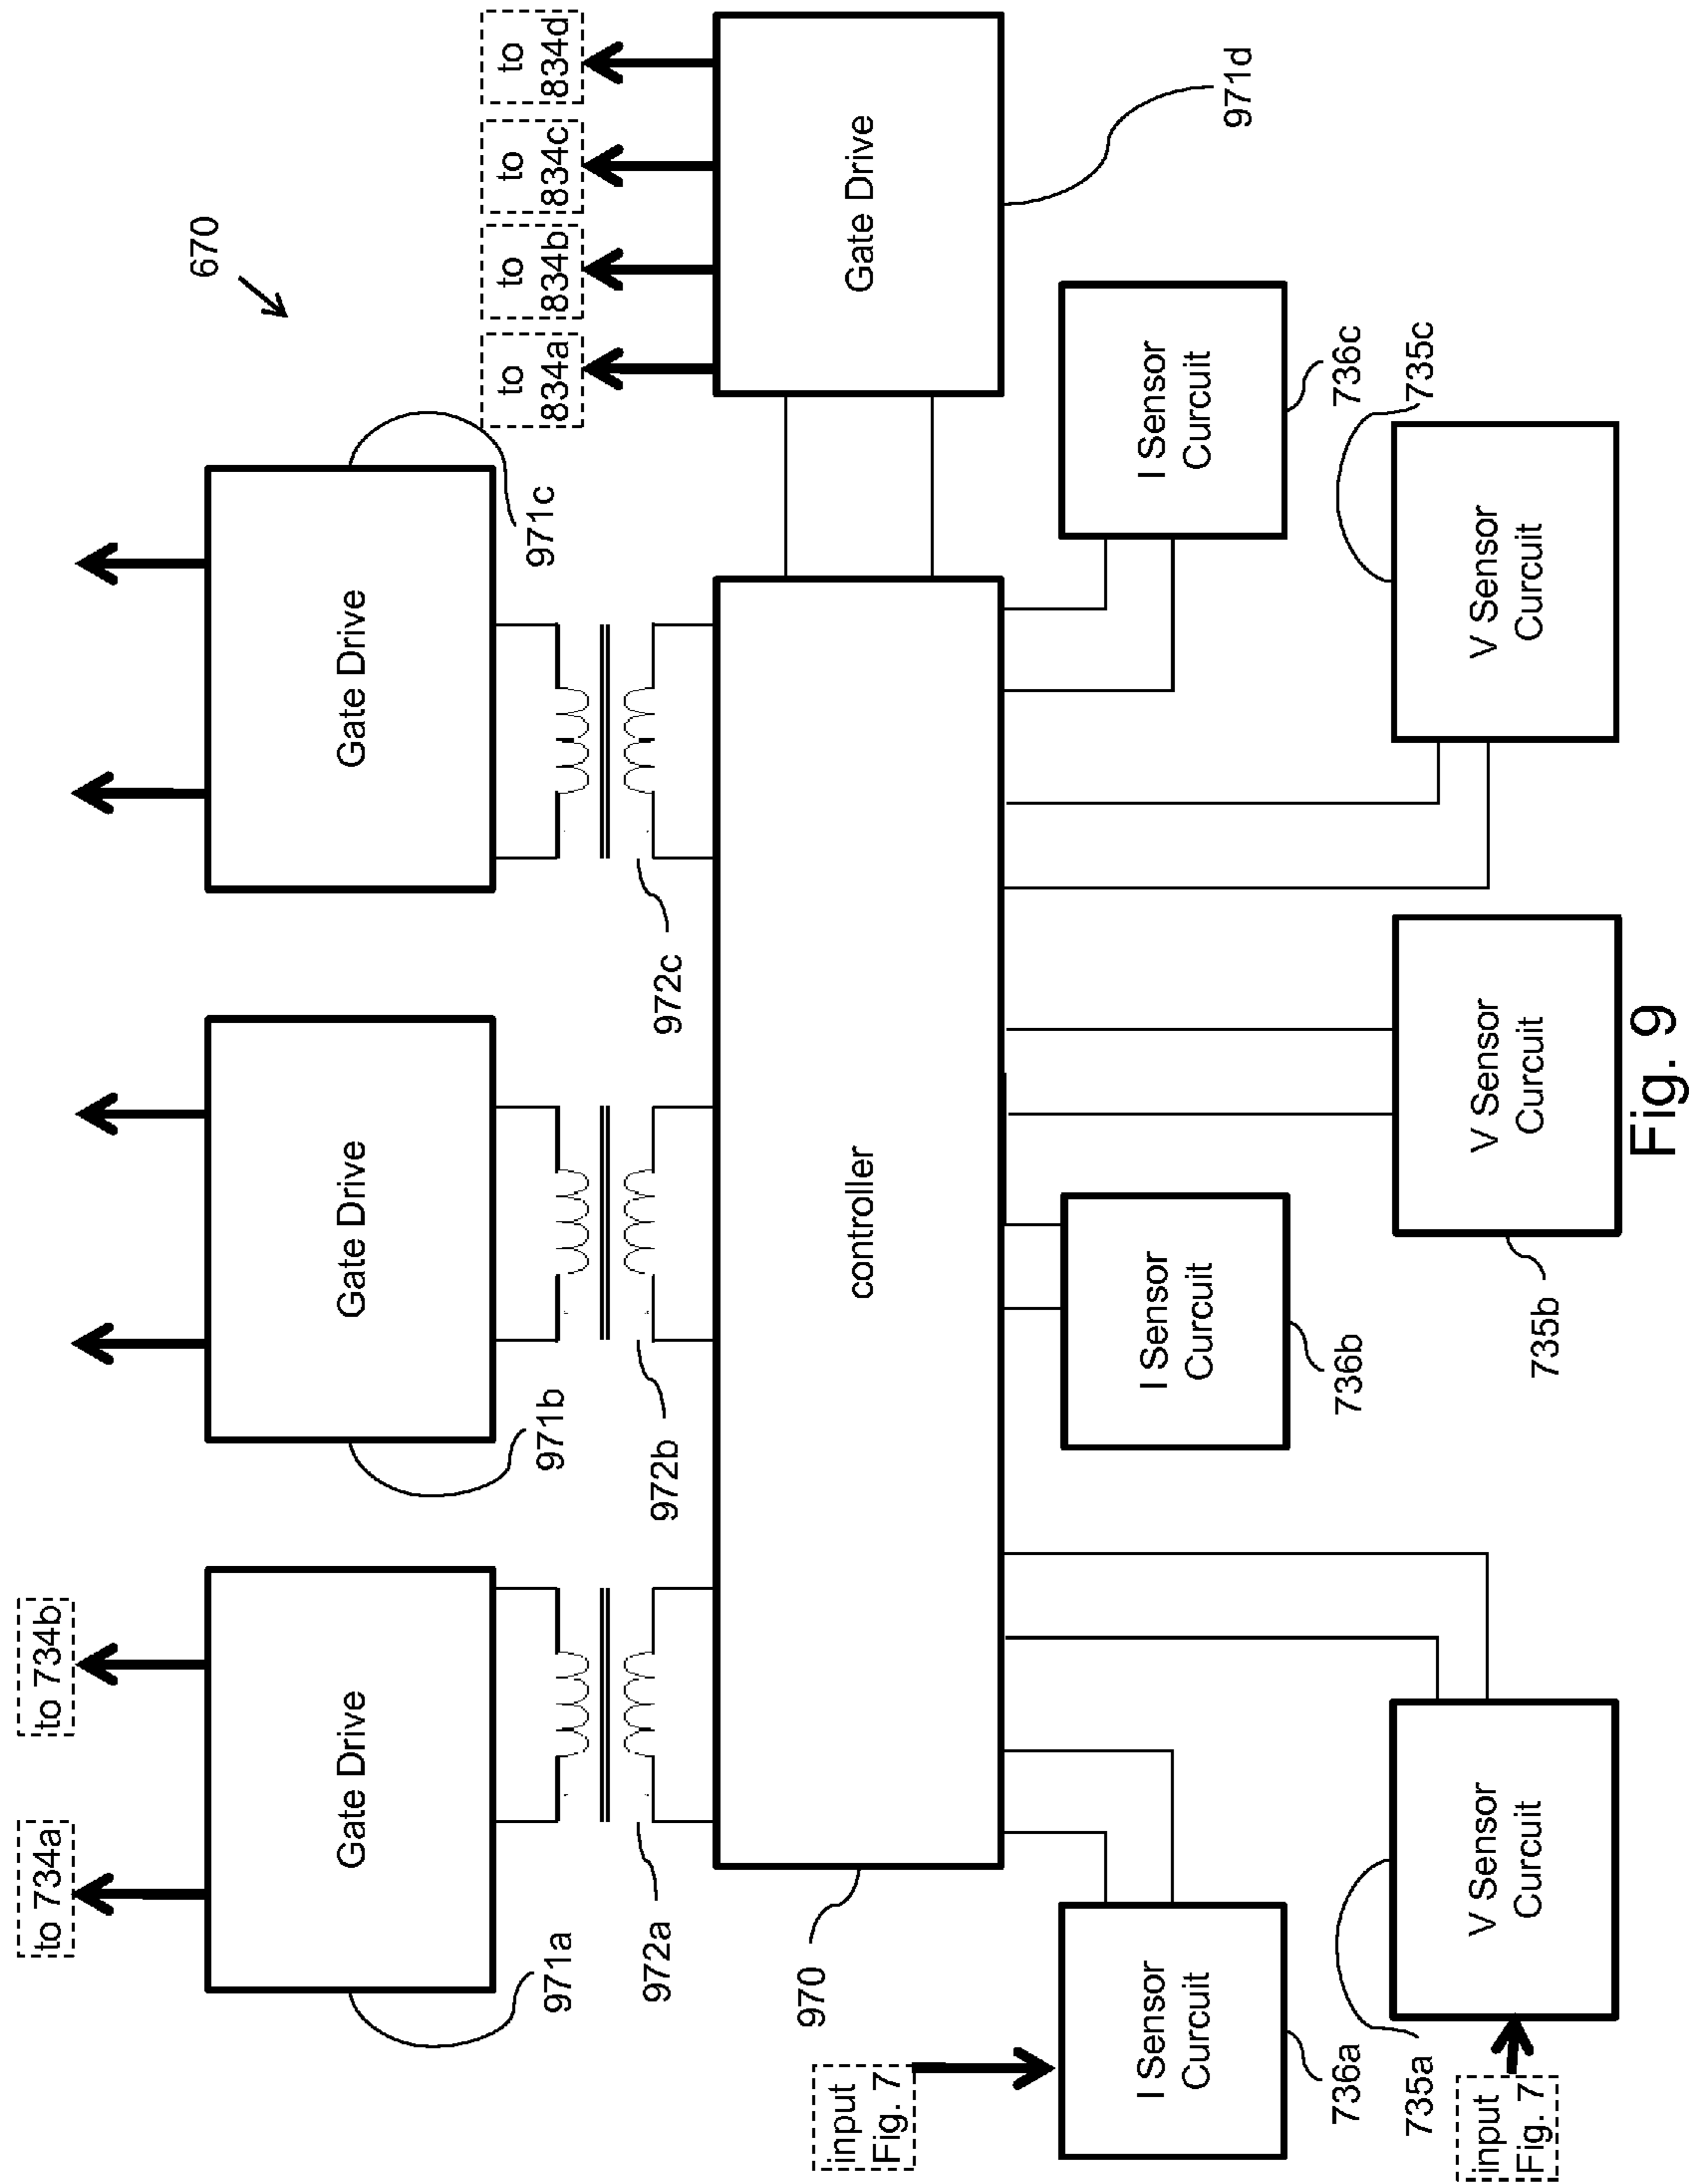 670
to 734a
to 734b
Gate Drive
Gate Drive
Gate Drive
971a
971b
971c
to
834a
to
834b
to
834c
to
834d
972a
972b
972c
970
controller
Gate Drive
971d
input
Fig. 7
I Sensor
Curcuit
736a
I Sensor
Curcuit
736b
I Sensor
Curcuit
736c
735a
input
Fig. 7
V Sensor
Curcuit
V Sensor
Curcuit
735b
V Sensor
Curcuit
735c
Fig. 9